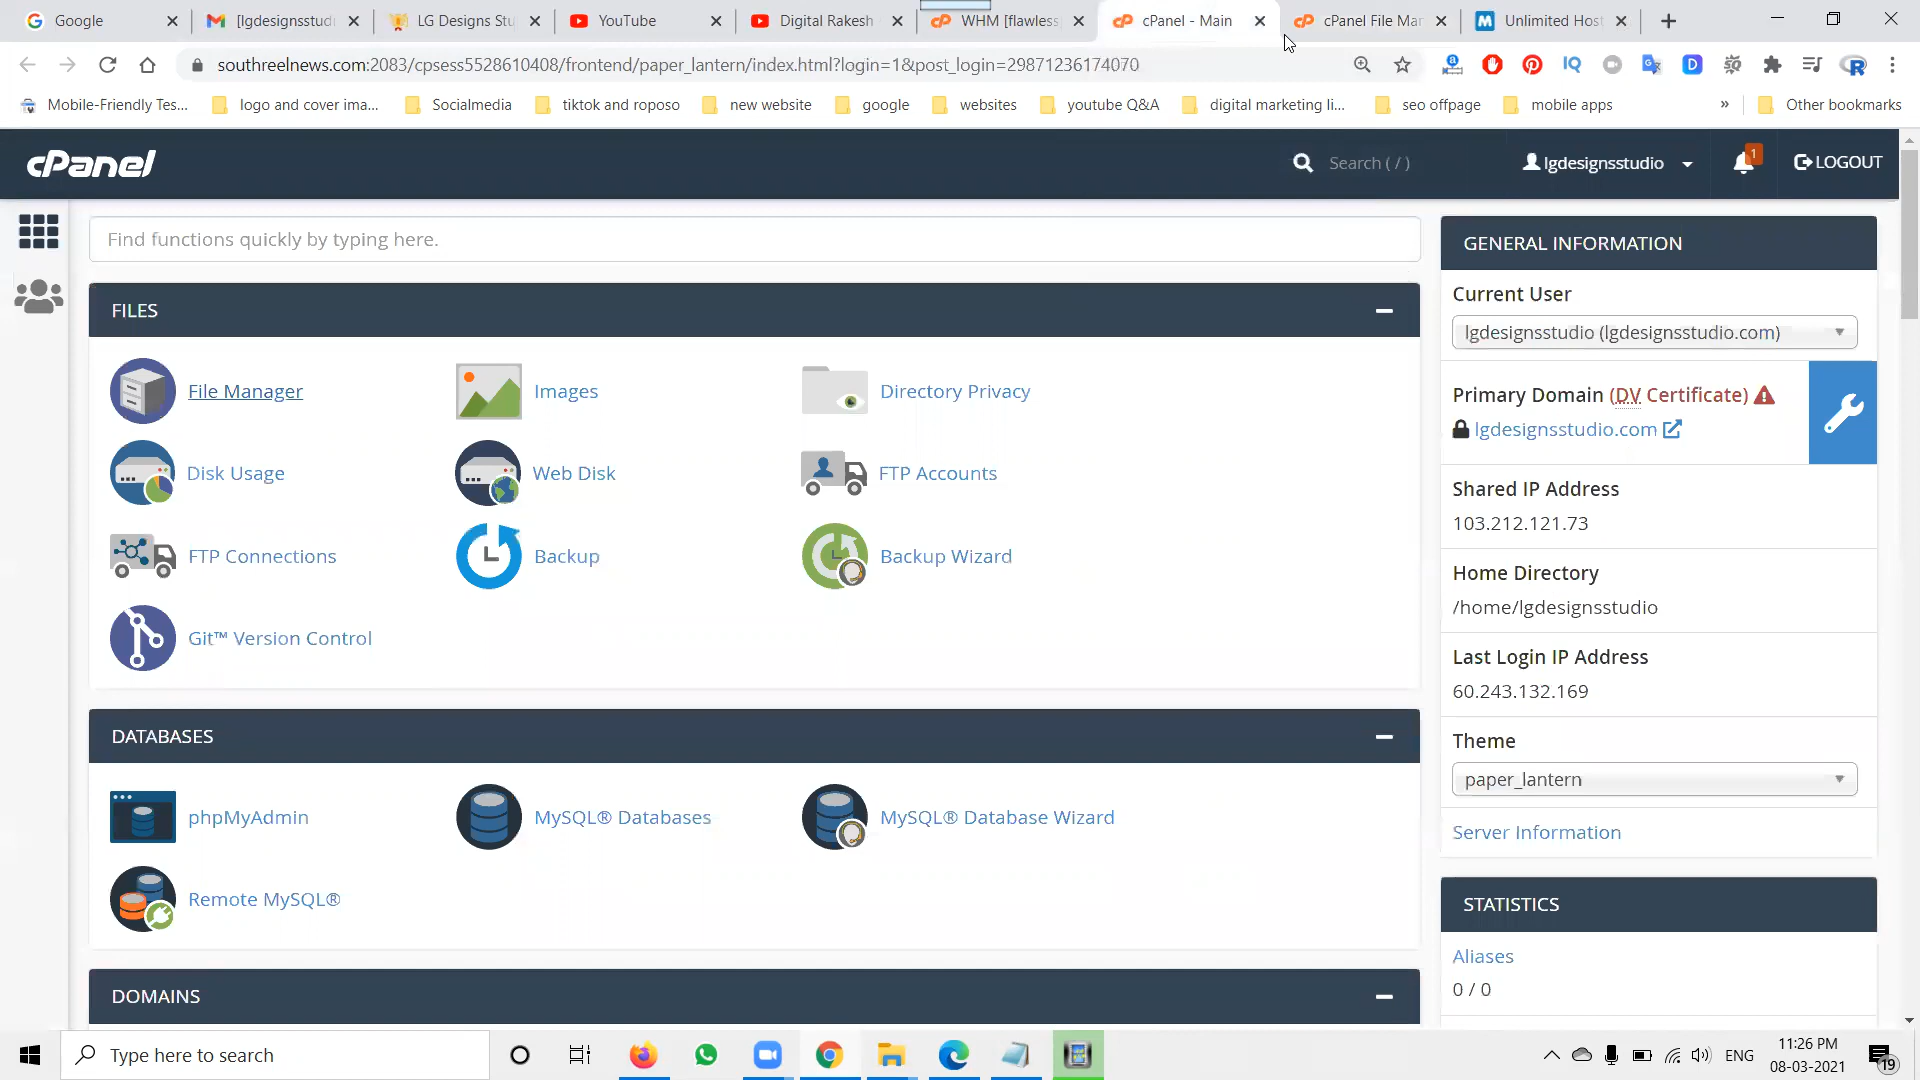 Google
[lgdesignsstudi
LG Designs Stu
YouTube
Digital Rakesh
WHM [flawless
cPanel - Main
cPanel File Mar
Unlimited Host
southreelnews.com:2083/cpsess5528610408/frontend/paper_lantern/index.html?login=1&post_login=29871236174070
Mobile-Friendly Tes...
logo and cover ima...
Socialmedia
tiktok and roposo
new website
google
websites
youtube Q&A
digital marketing li...
seo offpage
mobile apps
»
Other bookmarks
cPanel
Search ( / )
lgdesignsstudio
1
LOGOUT
Find functions quickly by typing here.
FILES
File Manager
Images
Directory Privacy
Disk Usage
Web Disk
FTP Accounts
FTP Connections
Backup
Backup Wizard
Git™ Version Control
DATABASES
phpMyAdmin
MySQL® Databases
MySQL® Database Wizard
Remote MySQL®
DOMAINS
GENERAL INFORMATION
Current User
lgdesignsstudio (lgdesignsstudio.com)
Primary Domain (DV Certificate)
lgdesignsstudio.com
Shared IP Address
103.212.121.73
Home Directory
/home/lgdesignsstudio
Last Login IP Address
60.243.132.169
Theme
paper_lantern
Server Information
STATISTICS
Aliases
0 / 0
Type here to search
ENG
11:26 PM
08-03-2021
19